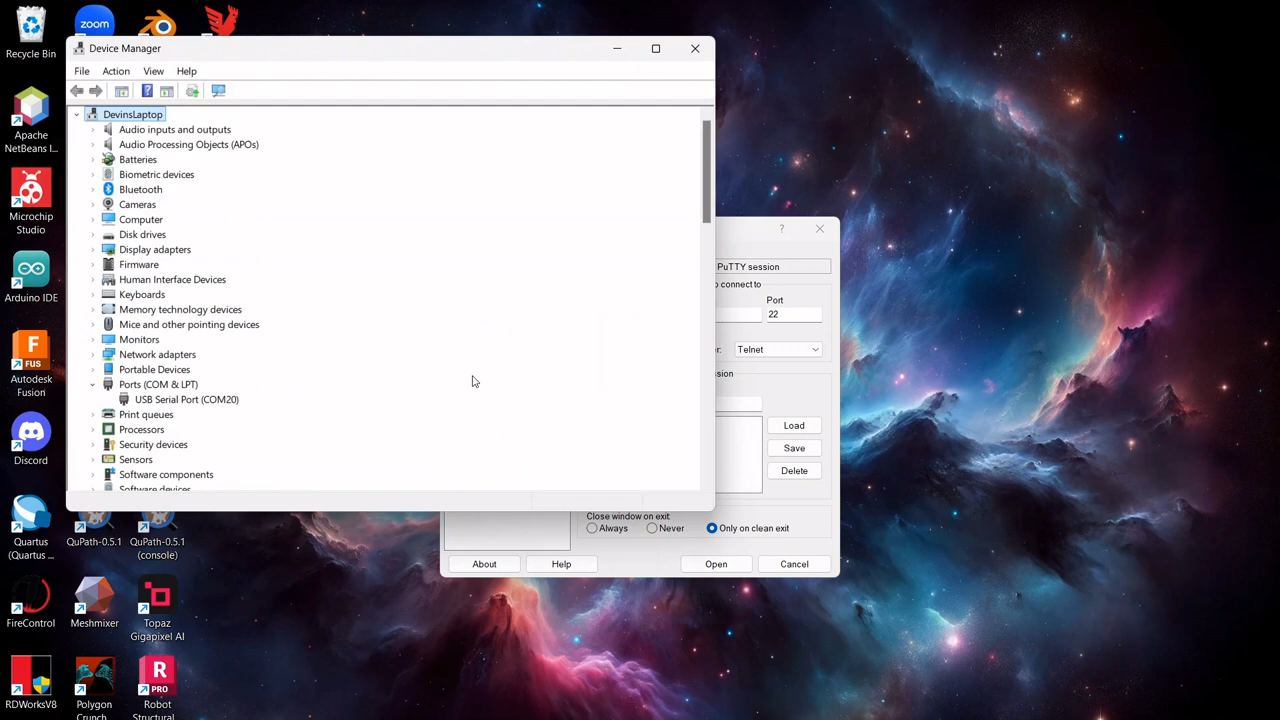 Recycle Bin
zoom
Device Manager
File Action View Help
DevinsLaptop
Audio inputs and outputs
Audio Processing Objects (APOs)
Batteries
Biometric devices
Bluetooth
Cameras
Computer
Disk drives
Display adapters
Firmware
Human Interface Devices
Keyboards
Memory technology devices
Mice and other pointing devices
Monitors
Network adapters
Portable Devices
Ports (COM & LPT)
USB Serial Port (COM20)
Print queues
Processors
Security devices
Sensors
Software components
Software devices
PuTTY session
o connect to
Port
22
r:
Telnet
sion
Load
Save
Delete
Close window on exit:
Always
Never
Only on clean exit
About
Help
Open
Cancel
Apache
NetBeans I...
Microchip
Studio
Arduino IDE
F
FUS
Autodesk
Fusion
Discord
Quartus
(Quartus ...
QuPath-0.5.1
QuPath-0.5.1
(console)
FireControl
Meshmixer
Topaz
Gigapixel AI
RDWorksV8
Polygon
Crunch
R
PRO
Robot
Structural...